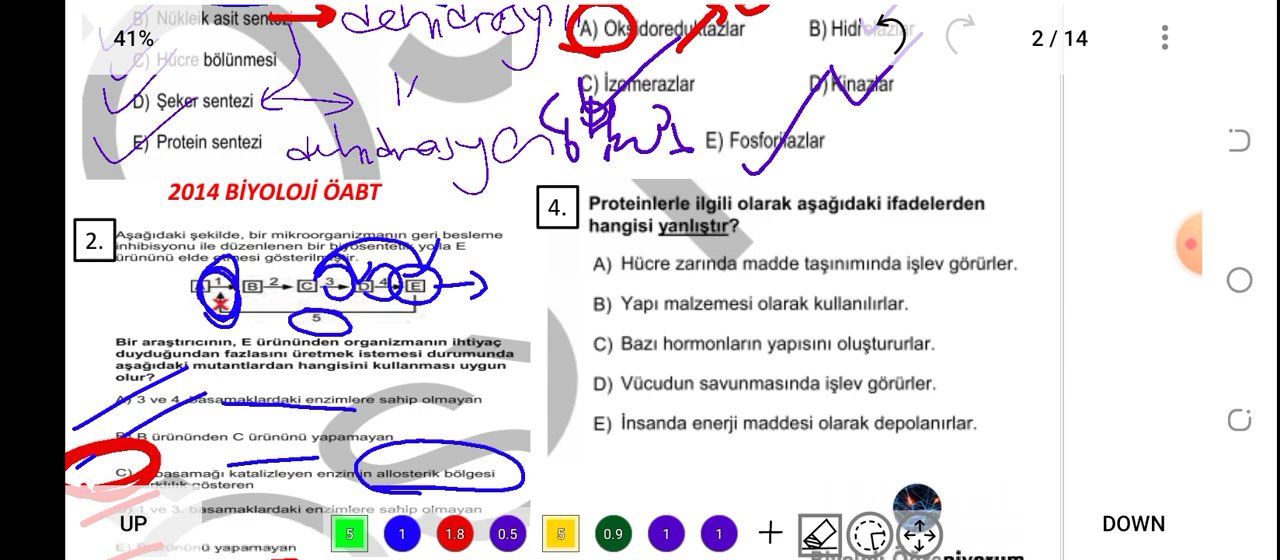 41%
2 / 14
B) Nükleik asit sentezi
C) Hücre bölünmesi
D) Şeker sentezi
E) Protein sentezi
dehidrasyon
dehidrasyon
A) Oksidoreduktazlar
B) Hidrolazlar
C) İzomerazlar
D) Kinazlar
E) Fosforilazlar
2014 BİYOLOJİ ÖABT
2.
Aşağıdaki şekilde, bir mikroorganizmanın geri besleme
inhibisyonu ile düzenlenen bir biyosentetik yolla E
ürününü elde etmesi gösterilmiştir.
A 1 B 2 C 3 D 4 E
5
Bir araştırıcının, E ürününden organizmanın ihtiyaç
duyduğundan fazlasını üretmek istemesi durumunda
aşağıdaki mutantlardan hangisini kullanması uygun
olur?
A) 3 ve 4. basamaklardaki enzimlere sahip olmayan
B) B ürününden C ürününü yapamayan
C) basamağı katalizleyen enzimin allosterik bölgesi
gösteren
D) 1 ve 3. basamaklardaki enzimlere sahip olmayan
E) ürününü yapamayan
4.
Proteinlerle ilgili olarak aşağıdaki ifadelerden
hangisi yanlıştır?
A) Hücre zarında madde taşınımında işlev görürler.
B) Yapı malzemesi olarak kullanılırlar.
C) Bazı hormonların yapısını oluştururlar.
D) Vücudun savunmasında işlev görürler.
E) İnsanda enerji maddesi olarak depolanırlar.
UP
5 1 1.8 0.5 5 0.9 1 1
DOWN